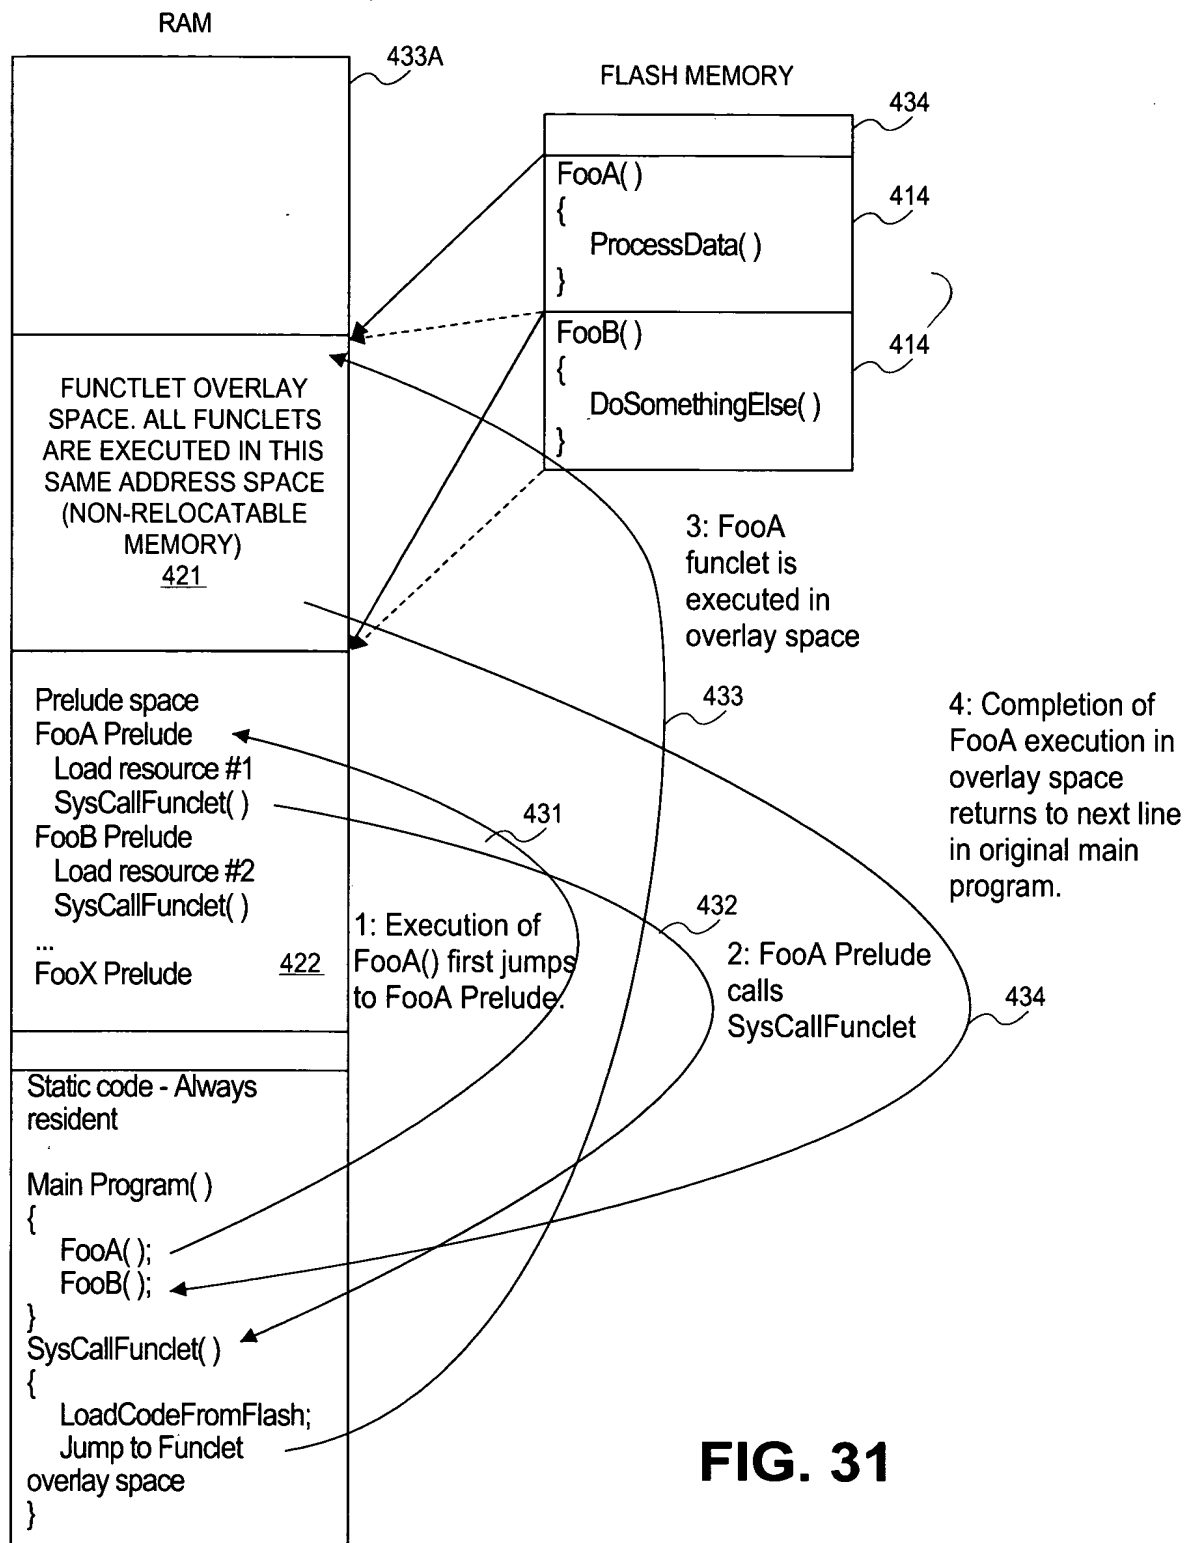 RAM
433A
FLASH MEMORY
434
FooA( )
{
ProcessData( )
}
414
FooB( )
{
DoSomethingElse( )
}
414
FUNCTLET OVERLAY
SPACE. ALL FUNCLETS
ARE EXECUTED IN THIS
SAME ADDRESS SPACE
(NON-RELOCATABLE
MEMORY)
421
3: FooA
funclet is
executed in
overlay space
433
4: Completion of
FooA execution in
overlay space
returns to next line
in original main
program.
434
Prelude space
FooA Prelude
Load resource #1
SysCallFunclet( )
FooB Prelude
Load resource #2
SysCallFunclet( )
...
FooX Prelude
422
431
1: Execution of
FooA() first jumps
to FooA Prelude.
432
2: FooA Prelude
calls
SysCallFunclet
Static code - Always
resident
Main Program( )
{
FooA( );
FooB( );
}
SysCallFunclet( )
{
LoadCodeFromFlash;
Jump to Funclet
overlay space
}
FIG. 31